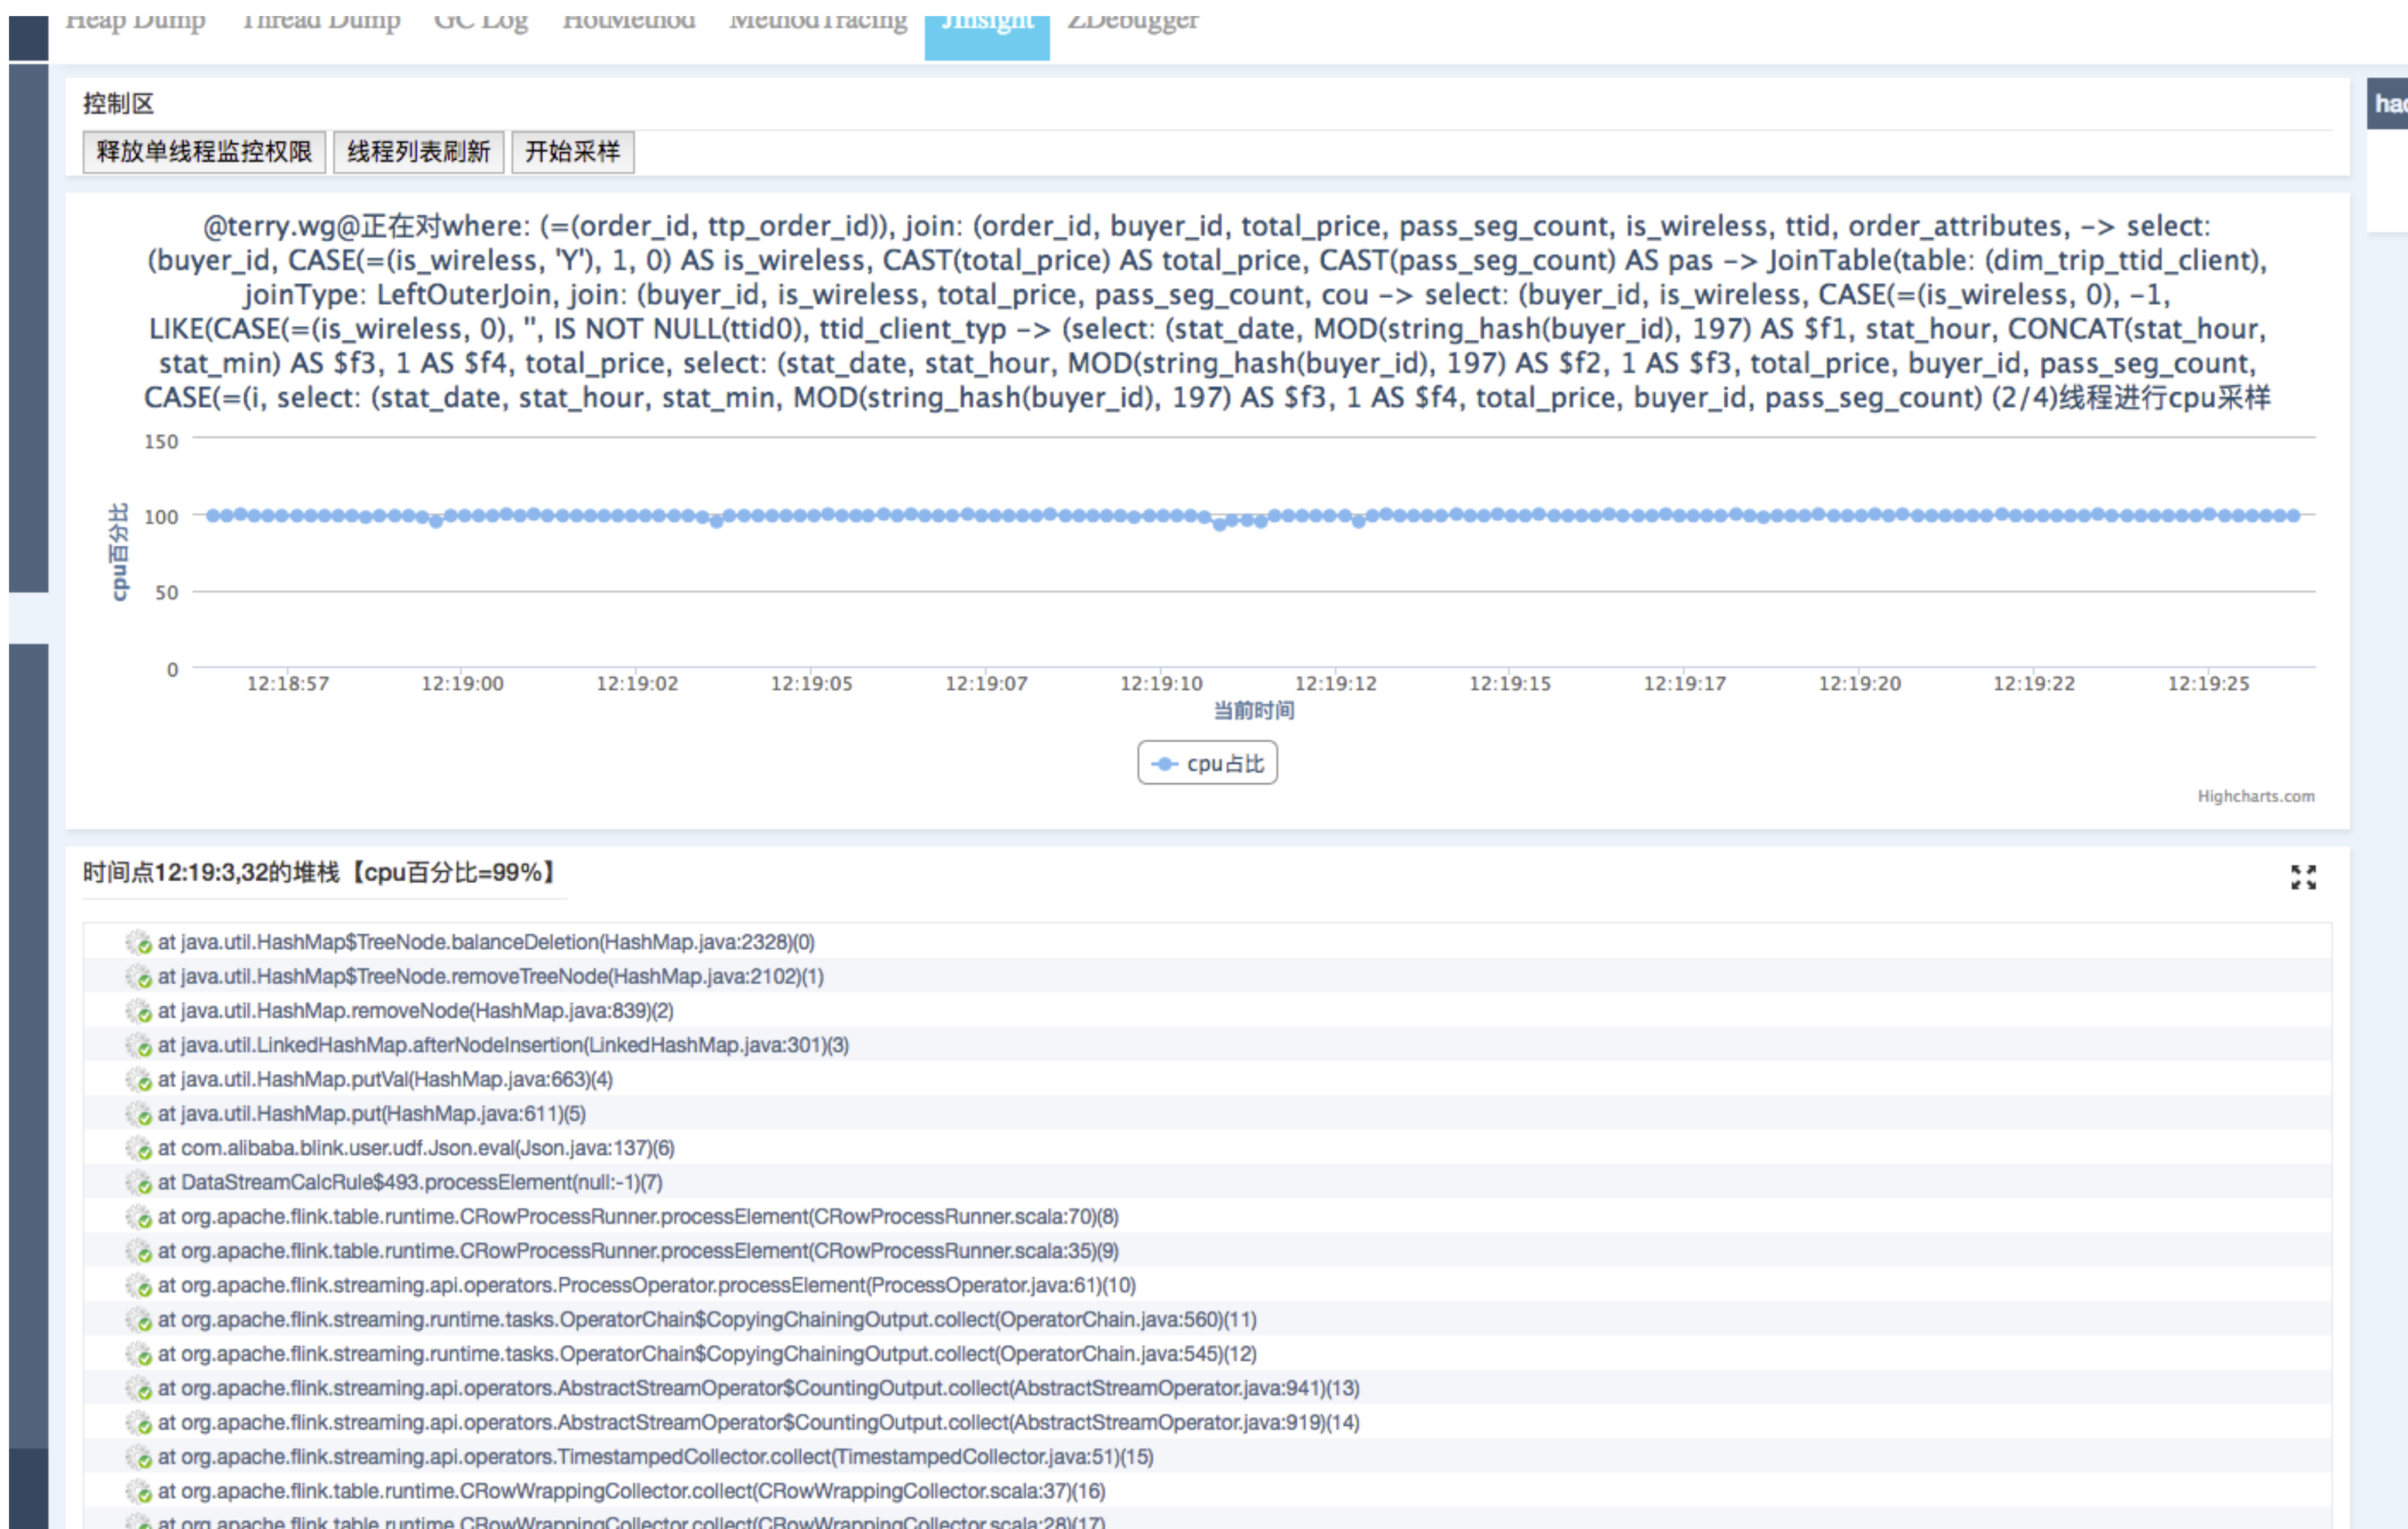 Heap Dump Thread Dump GC Log HotMethod MethodTracing JInsight ZDebugger
控制区
释放单线程监控权限 线程列表刷新 开始采样
@terry.wg@正在对where: (=(order_id, ttp_order_id)), join: (order_id, buyer_id, total_price, pass_seg_count, is_wireless, ttid, order_attributes, -> select:
(buyer_id, CASE(=(is_wireless, 'Y'), 1, 0) AS is_wireless, CAST(total_price) AS total_price, CAST(pass_seg_count) AS pas -> JoinTable(table: (dim_trip_ttid_client),
joinType: LeftOuterJoin, join: (buyer_id, is_wireless, total_price, pass_seg_count, cou -> select: (buyer_id, is_wireless, CASE(=(is_wireless, 0), -1,
LIKE(CASE(=(is_wireless, 0), '', IS NOT NULL(ttid0), ttid_client_typ -> (select: (stat_date, MOD(string_hash(buyer_id), 197) AS $f1, stat_hour, CONCAT(stat_hour,
stat_min) AS $f3, 1 AS $f4, total_price, select: (stat_date, stat_hour, MOD(string_hash(buyer_id), 197) AS $f2, 1 AS $f3, total_price, buyer_id, pass_seg_count,
CASE(=(i, select: (stat_date, stat_hour, stat_min, MOD(string_hash(buyer_id), 197) AS $f3, 1 AS $f4, total_price, buyer_id, pass_seg_count) (2/4)线程进行cpu采样
150
100
50
0
cpu百分比
12:18:57 12:19:00 12:19:02 12:19:05 12:19:07 12:19:10 12:19:12 12:19:15 12:19:17 12:19:20 12:19:22 12:19:25
当前时间
cpu占比
Highcharts.com
时间点12:19:3,32的堆栈【cpu百分比=99%】
at java.util.HashMap$TreeNode.balanceDeletion(HashMap.java:2328)(0)
at java.util.HashMap$TreeNode.removeTreeNode(HashMap.java:2102)(1)
at java.util.HashMap.removeNode(HashMap.java:839)(2)
at java.util.LinkedHashMap.afterNodeInsertion(LinkedHashMap.java:301)(3)
at java.util.HashMap.putVal(HashMap.java:663)(4)
at java.util.HashMap.put(HashMap.java:611)(5)
at com.alibaba.blink.user.udf.Json.eval(Json.java:137)(6)
at DataStreamCalcRule$493.processElement(null:-1)(7)
at org.apache.flink.table.runtime.CRowProcessRunner.processElement(CRowProcessRunner.scala:70)(8)
at org.apache.flink.table.runtime.CRowProcessRunner.processElement(CRowProcessRunner.scala:35)(9)
at org.apache.flink.streaming.api.operators.ProcessOperator.processElement(ProcessOperator.java:61)(10)
at org.apache.flink.streaming.runtime.tasks.OperatorChain$CopyingChainingOutput.collect(OperatorChain.java:560)(11)
at org.apache.flink.streaming.runtime.tasks.OperatorChain$CopyingChainingOutput.collect(OperatorChain.java:545)(12)
at org.apache.flink.streaming.api.operators.AbstractStreamOperator$CountingOutput.collect(AbstractStreamOperator.java:941)(13)
at org.apache.flink.streaming.api.operators.AbstractStreamOperator$CountingOutput.collect(AbstractStreamOperator.java:919)(14)
at org.apache.flink.streaming.api.operators.TimestampedCollector.collect(TimestampedCollector.java:51)(15)
at org.apache.flink.table.runtime.CRowWrappingCollector.collect(CRowWrappingCollector.scala:37)(16)
at org.apache.flink.table.runtime.CRowWrappingCollector.collect(CRowWrappingCollector.scala:28)(17)